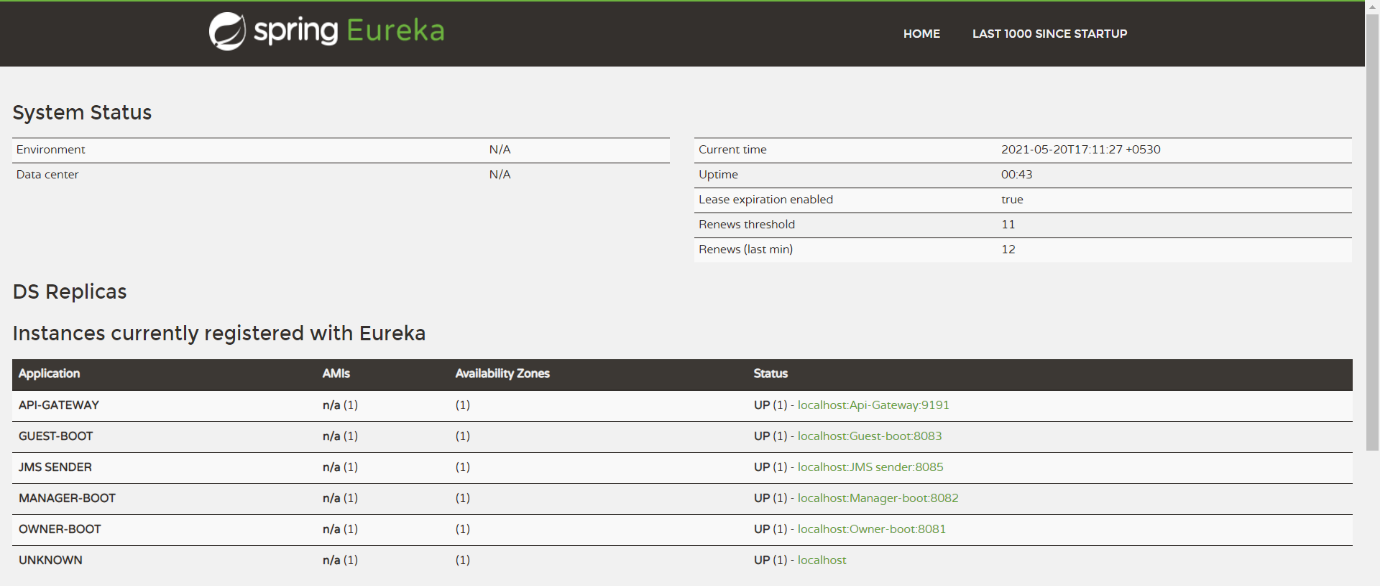 spring Eureka HOME LAST 1000 SINCE STARTUP
System Status
Environment N/A
Data center N/A
Current time 2021-05-20T17:11:27 +0530
Uptime 00:43
Lease expiration enabled true
Renews threshold 11
Renews (last min) 12
DS Replicas
Instances currently registered with Eureka
Application AMIs Availability Zones Status
API-GATEWAY n/a (1) (1) UP (1) - localhost:Api-Gateway:9191
GUEST-BOOT n/a (1) (1) UP (1) - localhost:Guest-boot:8083
JMS SENDER n/a (1) (1) UP (1) - localhost:JMS sender:8085
MANAGER-BOOT n/a (1) (1) UP (1) - localhost:Manager-boot:8082
OWNER-BOOT n/a (1) (1) UP (1) - localhost:Owner-boot:8081
UNKNOWN n/a (1) (1) UP (1) - localhost